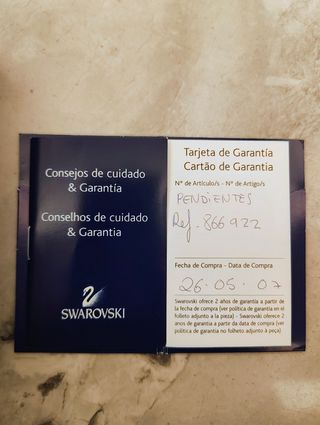 Consejos de cuidado
& Garantía
Conselhos de cuidado
& Garantia
SWAROVSKI
Tarjeta de Garantía
Cartão de Garantia
N° de Artículo/s - N° de Artigo/s
PENDIENTES
Ref. 866922
Fecha de Compra - Data de Compra
26.05.07
Swarovski ofrece 2 años de garantía a partir de
la fecha de compra (ver política de garantía en el
folleto adjunto a la pieza) - Swarovski oferece 2
anos de garantia a partir da data de compra (ver
política de garantia no folheto adjunto à peça)